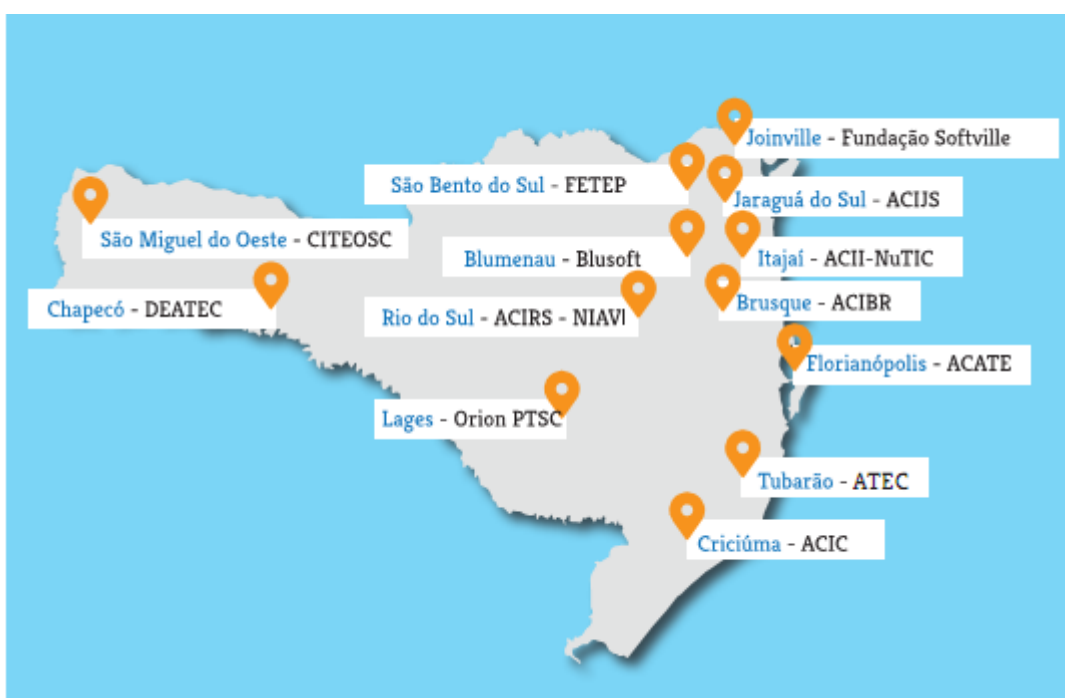 Joinville - Fundação Softville
São Bento do Sul - FETEP
Jaraguá do Sul - ACIJS
São Miguel do Oeste - CITEOSC
Blumenau - Blusoft
Itajaí - ACII-NuTIC
Chapecó - DEATEC
Rio do Sul - ACIRS - NIAVI
Brusque - ACIBR
Florianópolis - ACATE
Lages - Orion PTSC
Tubarão - ATEC
Criciúma - ACIC